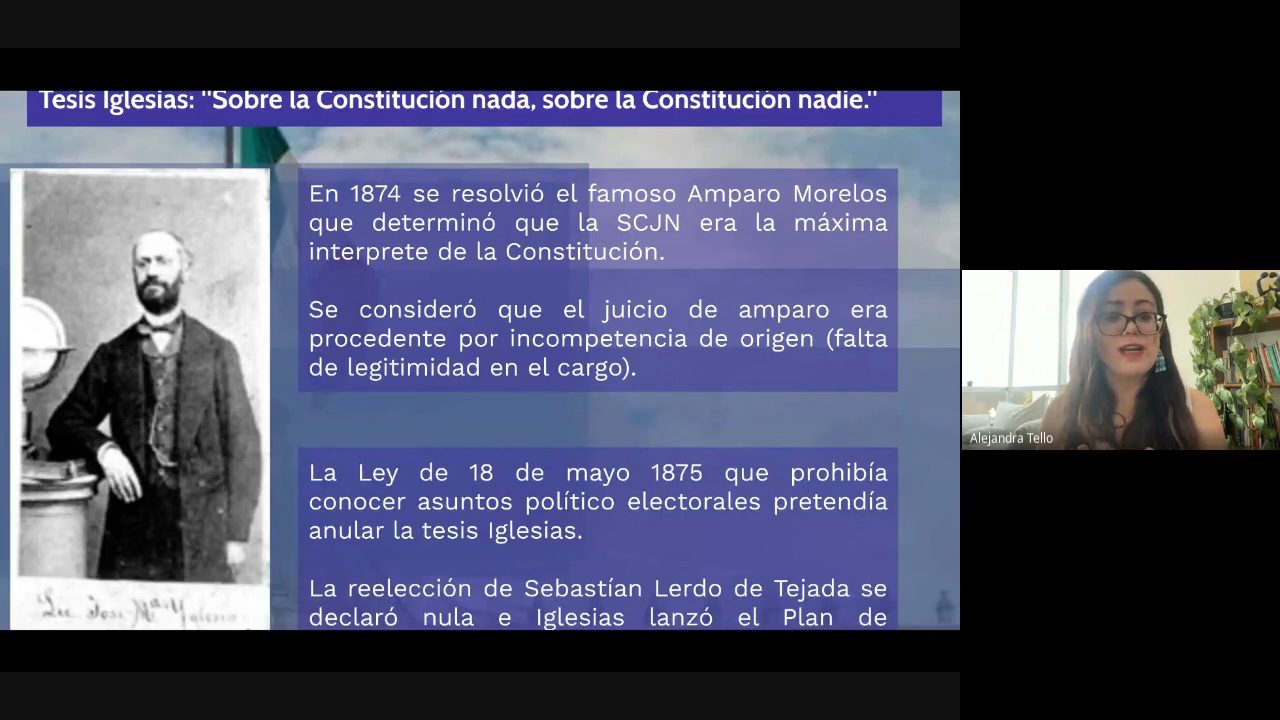 Tesis Iglesias: "Sobre la Constitución nada, sobre la Constitución nadie."
En 1874 se resolvió el famoso Amparo Morelos
que determinó que la SCJN era la máxima
interprete de la Constitución.
Se consideró que el juicio de amparo era
procedente por incompetencia de origen (falta
de legitimidad en el cargo).
La Ley de 18 de mayo 1875 que prohibía
conocer asuntos político electorales pretendía
anular la tesis Iglesias.
La reelección de Sebastían Lerdo de Tejada se
declaró nula e Iglesias lanzó el Plan de
Lic José Ma
Alejandra Tello